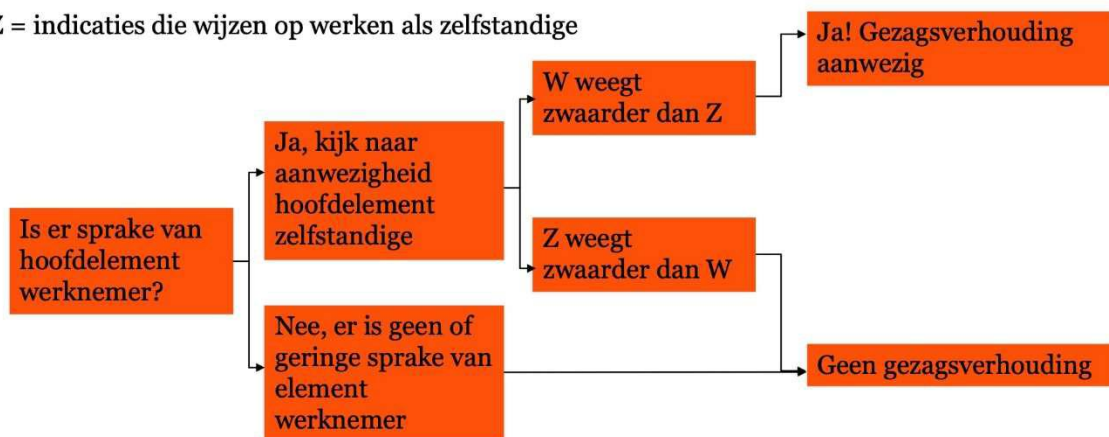 Z = indicaties die wijzen op werken als zelfstandige
Is er sprake van
hoofdelement
werknemer?
Ja, kijk naar
aanwezigheid
hoofdelement
zelfstandige
Nee, er is geen of
geringe sprake van
element
werknemer
W weegt
zwaarder dan Z
Z weegt
zwaarder dan W
Ja! Gezagsverhouding
aanwezig
Geen gezagsverhouding